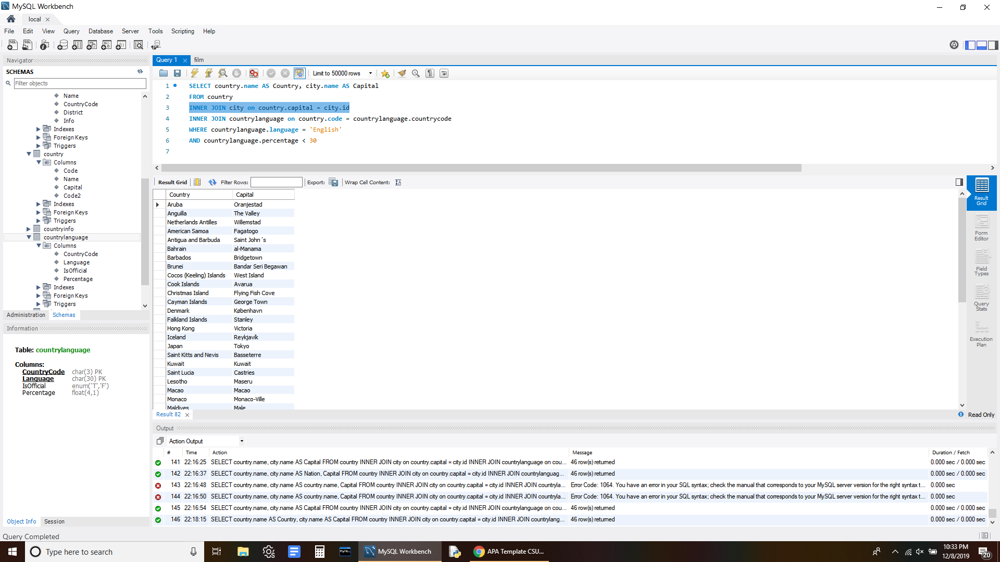 MySQL Workbench
local
File Edit View Query Database Server Tools Scripting Help
Navigator
SCHEMAS
Filter objects
Name
CountryCode
District
Info
Indexes
Foreign Keys
Triggers
country
Columns
Code
Name
Capital
Code2
Indexes
Foreign Keys
Triggers
countryinfo
countrylanguage
Columns
CountryCode
Language
IsOfficial
Percentage
Indexes
Foreign Keys
Triggers
Administration Schemas
Information
Table: countrylanguage
Columns:
CountryCode char(3) PK
Language char(30) PK
IsOfficial enum('T','F')
Percentage float(4,1)
Object Info Session
Query 1 film
Limit to 50000 rows
1 SELECT country.name AS Country, city.name AS Capital
2 FROM country
3 INNER JOIN city on country.capital = city.id
4 INNER JOIN countrylanguage on country.code = countrylanguage.countrycode
5 WHERE countrylanguage.language = 'English'
6 AND countrylanguage.percentage < 30
7
Result Grid Filter Rows: Export: Wrap Cell Content:
Country Capital
Aruba Oranjestad
Anguilla The Valley
Netherlands Antilles Willemstad
American Samoa Fagatogo
Antigua and Barbuda Saint John´s
Bahrain al-Manama
Barbados Bridgetown
Brunei Bandar Seri Begawan
Cocos (Keeling) Islands West Island
Cook Islands Avarua
Christmas Island Flying Fish Cove
Cayman Islands George Town
Denmark København
Falkland Islands Stanley
Hong Kong Victoria
Iceland Reykjavík
Japan Tokyo
Saint Kitts and Nevis Basseterre
Kuwait Kuwait
Saint Lucia Castries
Lesotho Maseru
Macao Macao
Monaco Monaco-Ville
Maldives Male
Result Grid
Form Editor
Field Types
Query Stats
Execution Plan
Result 82
Read Only
Output
Action Output
# Time Action Message Duration / Fetch
141 22:16:25 SELECT country.name, city.name AS Capital FROM country INNER JOIN city on country.capital = city.id INNER JOIN countrylanguage on cou... 46 row(s) returned 0.000 sec / 0.000 sec
142 22:16:37 SELECT country.name, city.name AS Nation, Capital FROM country INNER JOIN city on country.capital = city.id INNER JOIN countrylanguag... 46 row(s) returned 0.000 sec / 0.000 sec
143 22:16:48 SELECT country.name, city.name AS country.name, Capital FROM country INNER JOIN city on country.capital = city.id INNER JOIN countryla... Error Code: 1064. You have an error in your SQL syntax; check the manual that corresponds to your MySQL server version for the right syntax t... 0.000 sec
144 22:16:50 SELECT country.name, city.name AS country.name, Capital FROM country INNER JOIN city on country.capital = city.id INNER JOIN countryla... Error Code: 1064. You have an error in your SQL syntax; check the manual that corresponds to your MySQL server version for the right syntax t... 0.000 sec
145 22:16:54 SELECT country.name, city.name AS Capital FROM country INNER JOIN city on country.capital = city.id INNER JOIN countrylanguage on cou... 46 row(s) returned 0.000 sec / 0.000 sec
146 22:18:15 SELECT country.name AS Country, city.name AS Capital FROM country INNER JOIN city on country.capital = city.id INNER JOIN countrylang... 46 row(s) returned 0.000 sec / 0.000 sec
Query Completed
Type here to search
MySQL Workbench
APA Template CSU...
10:33 PM
12/8/2019
20